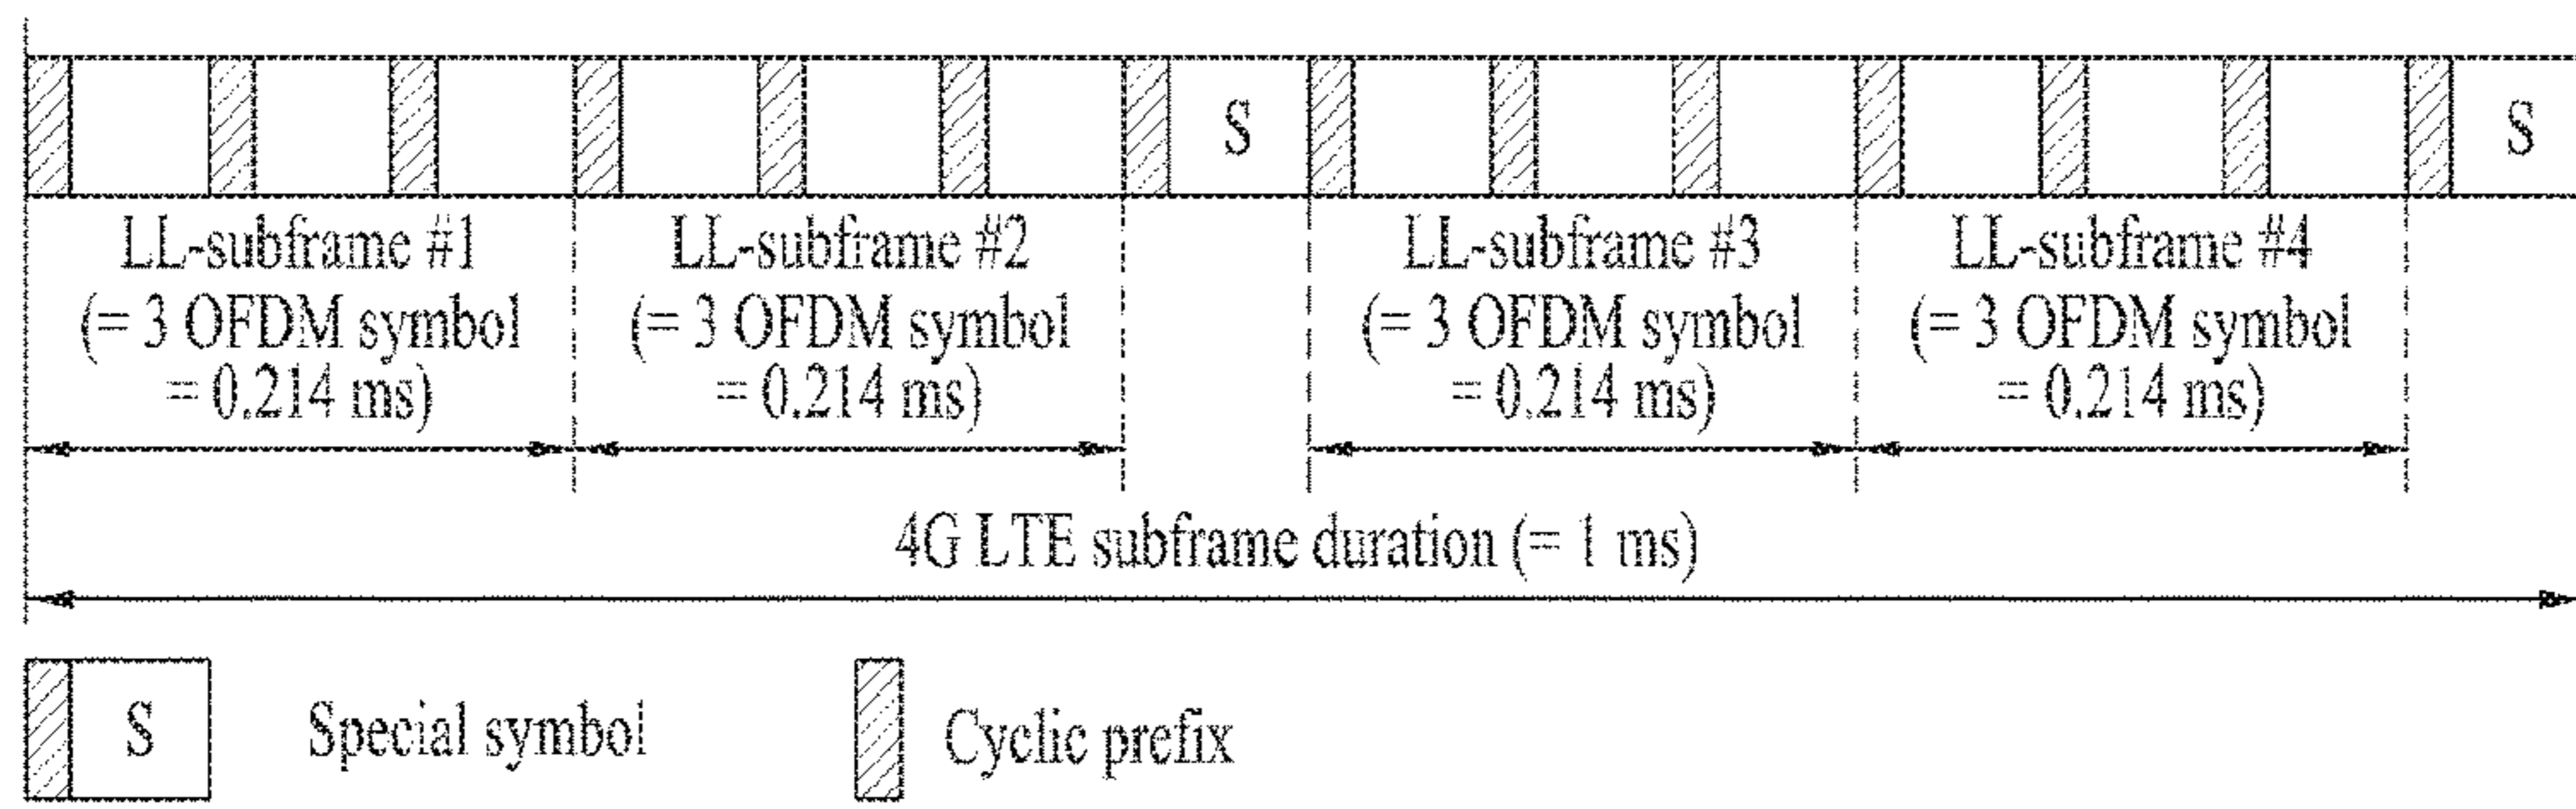 S S
LL-subframe #1 LL-subframe #2 LL-subframe #3 LL-subframe #4
(= 3 OFDM symbol (= 3 OFDM symbol (= 3 OFDM symbol (= 3 OFDM symbol
= 0.214 ms) = 0.214 ms) = 0.214 ms) = 0.214 ms)
4G LTE subframe duration (= 1 ms)
S Special symbol Cyclic prefix